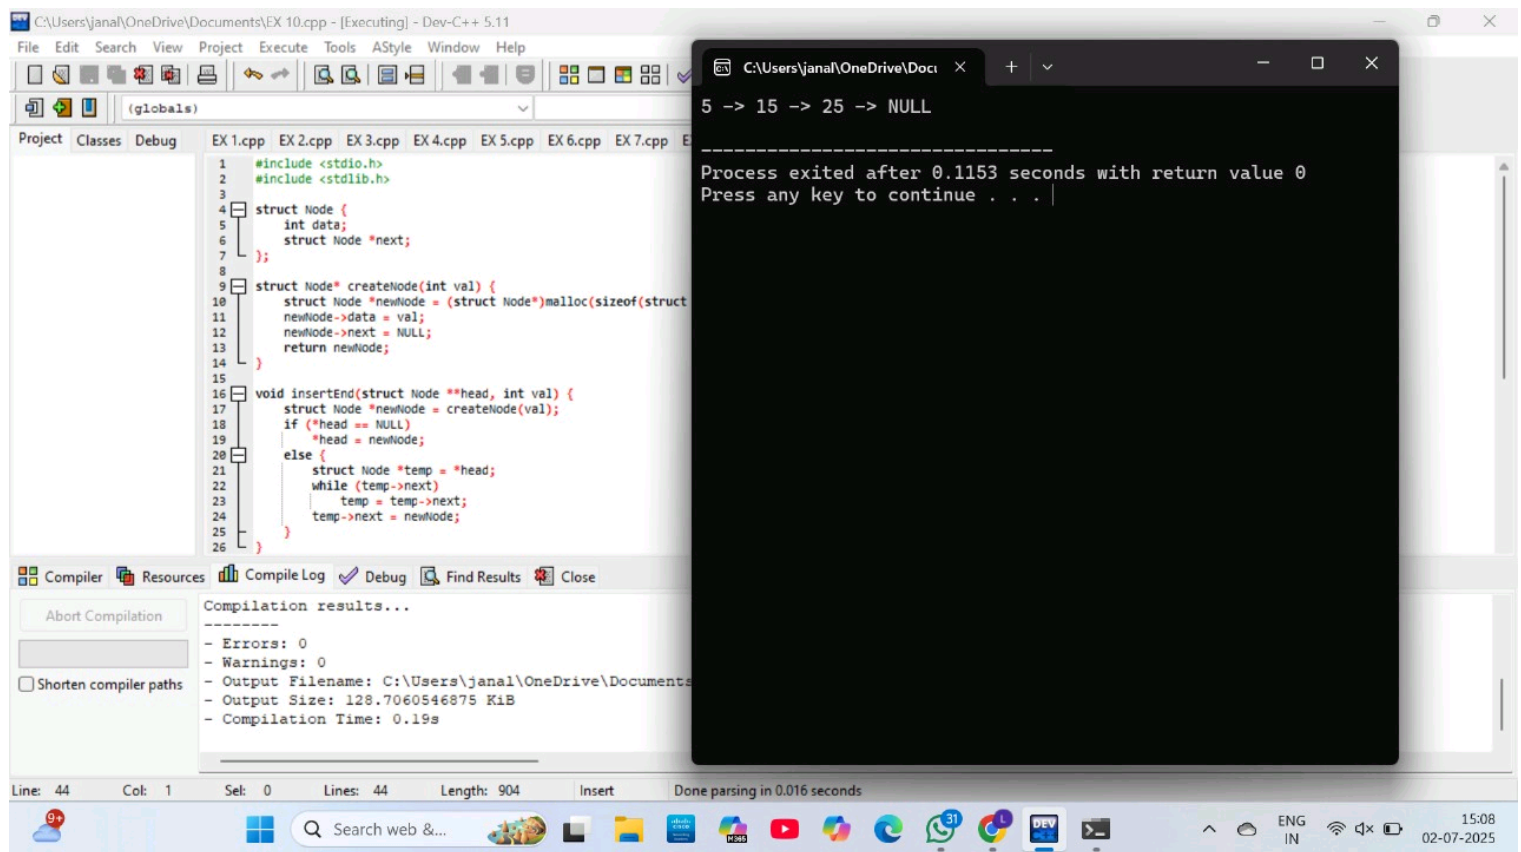 C:\Users\janal\OneDrive\Documents\EX 10.cpp - [Executing] - Dev-C++ 5.11
File Edit Search View Project Execute Tools AStyle Window Help
(globals)
Project Classes Debug
EX 1.cpp EX 2.cpp EX 3.cpp EX 4.cpp EX 5.cpp EX 6.cpp EX 7.cpp E
1 #include <stdio.h>
2 #include <stdlib.h>
3
4 struct Node {
5 int data;
6 struct Node *next;
7 };
8
9 struct Node* createNode(int val) {
10 struct Node *newNode = (struct Node*)malloc(sizeof(struct
11 newNode->data = val;
12 newNode->next = NULL;
13 return newNode;
14 }
15
16 void insertEnd(struct Node **head, int val) {
17 struct Node *newNode = createNode(val);
18 if (*head == NULL)
19 *head = newNode;
20 else {
21 struct Node *temp = *head;
22 while (temp->next)
23 temp = temp->next;
24 temp->next = newNode;
25 }
26 }
C:\Users\janal\OneDrive\Docu
5 -> 15 -> 25 -> NULL
--------------------------------
Process exited after 0.1153 seconds with return value 0
Press any key to continue . . .
Compiler Resources Compile Log Debug Find Results Close
Abort Compilation
Shorten compiler paths
Compilation results...
--------
- Errors: 0
- Warnings: 0
- Output Filename: C:\Users\janal\OneDrive\Documents
- Output Size: 128.7060546875 KiB
- Compilation Time: 0.19s
Line: 44 Col: 1 Sel: 0 Lines: 44 Length: 904 Insert Done parsing in 0.016 seconds
9+
Search web &...
M365
31
L
DEV
ENG
IN
15:08
02-07-2025